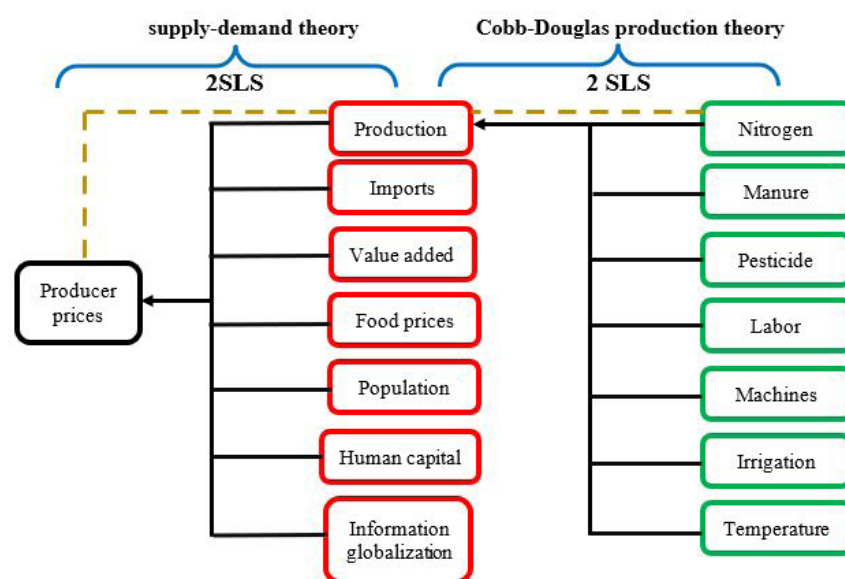 supply-demand theory
Cobb-Douglas production theory
2SLS
2 SLS
Production
Nitrogen
Imports
Manure
Value added
Pesticide
Producer
prices
Food prices
Labor
Population
Machines
Human capital
Irrigation
Information
globalization
Temperature